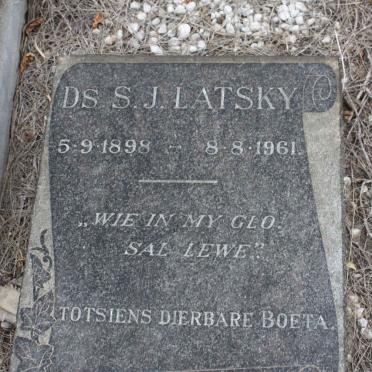 DS S. J. LATSKY
5·9·1898 – 8·8·1961.
„WIE IN MY GLO.
SAL LEWE".
TOTSIENS DIERBARE BOETA.